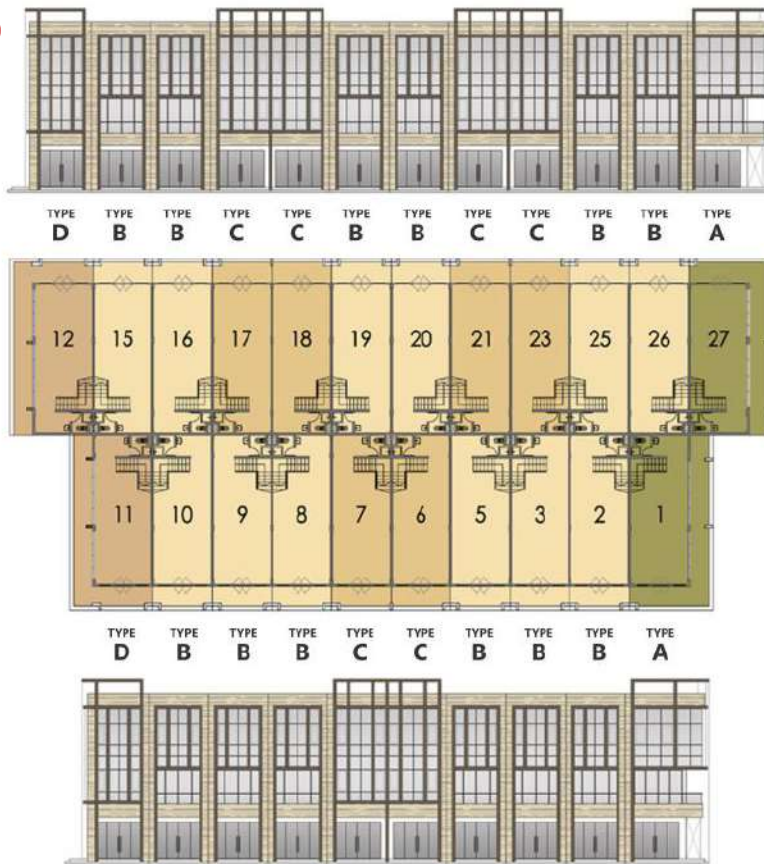 TYPE TYPE TYPE TYPE TYPE TYPE TYPE TYPE TYPE TYPE TYPE TYPE
D B B C C B B C C B B A
12 15 16 17 18 19 20 21 23 25 26 27
11 10 9 8 7 6 5 3 2 1
TYPE TYPE TYPE TYPE TYPE TYPE TYPE TYPE TYPE TYPE
D B B B C C B B B A